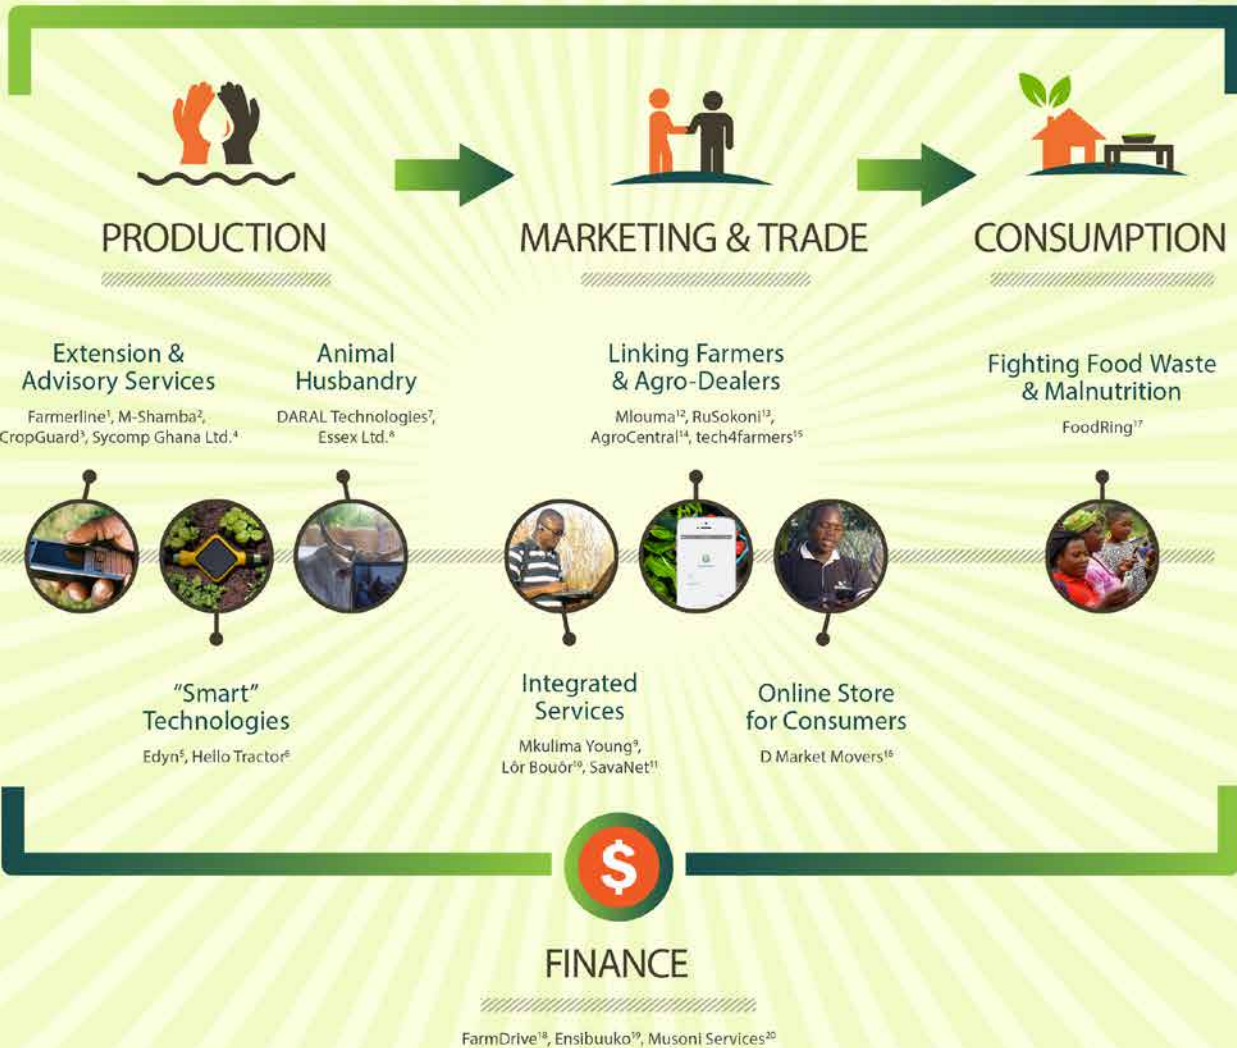 PRODUCTION
MARKETING & TRADE
CONSUMPTION
Extension &
Advisory Services
Farmerline¹, M-Shamba²,
CropGuard³, Sycomp Ghana Ltd.⁴
Animal
Husbandry
DARAL Technologies⁷,
Essex Ltd.⁸
Linking Farmers
& Agro-Dealers
Mlouma¹², RuSokoni¹³,
AgroCentral¹⁴, tech4farmers¹⁵
Fighting Food Waste
& Malnutrition
FoodRing¹⁷
"Smart"
Technologies
Edyn⁵, Hello Tractor⁶
Integrated
Services
Mkulima Young⁹,
Lôr Bouôr¹⁰, SavaNet¹¹
Online Store
for Consumers
D Market Movers¹⁶
$
FINANCE
FarmDrive¹⁸, Ensibuuko¹⁹, Musoni Services²⁰